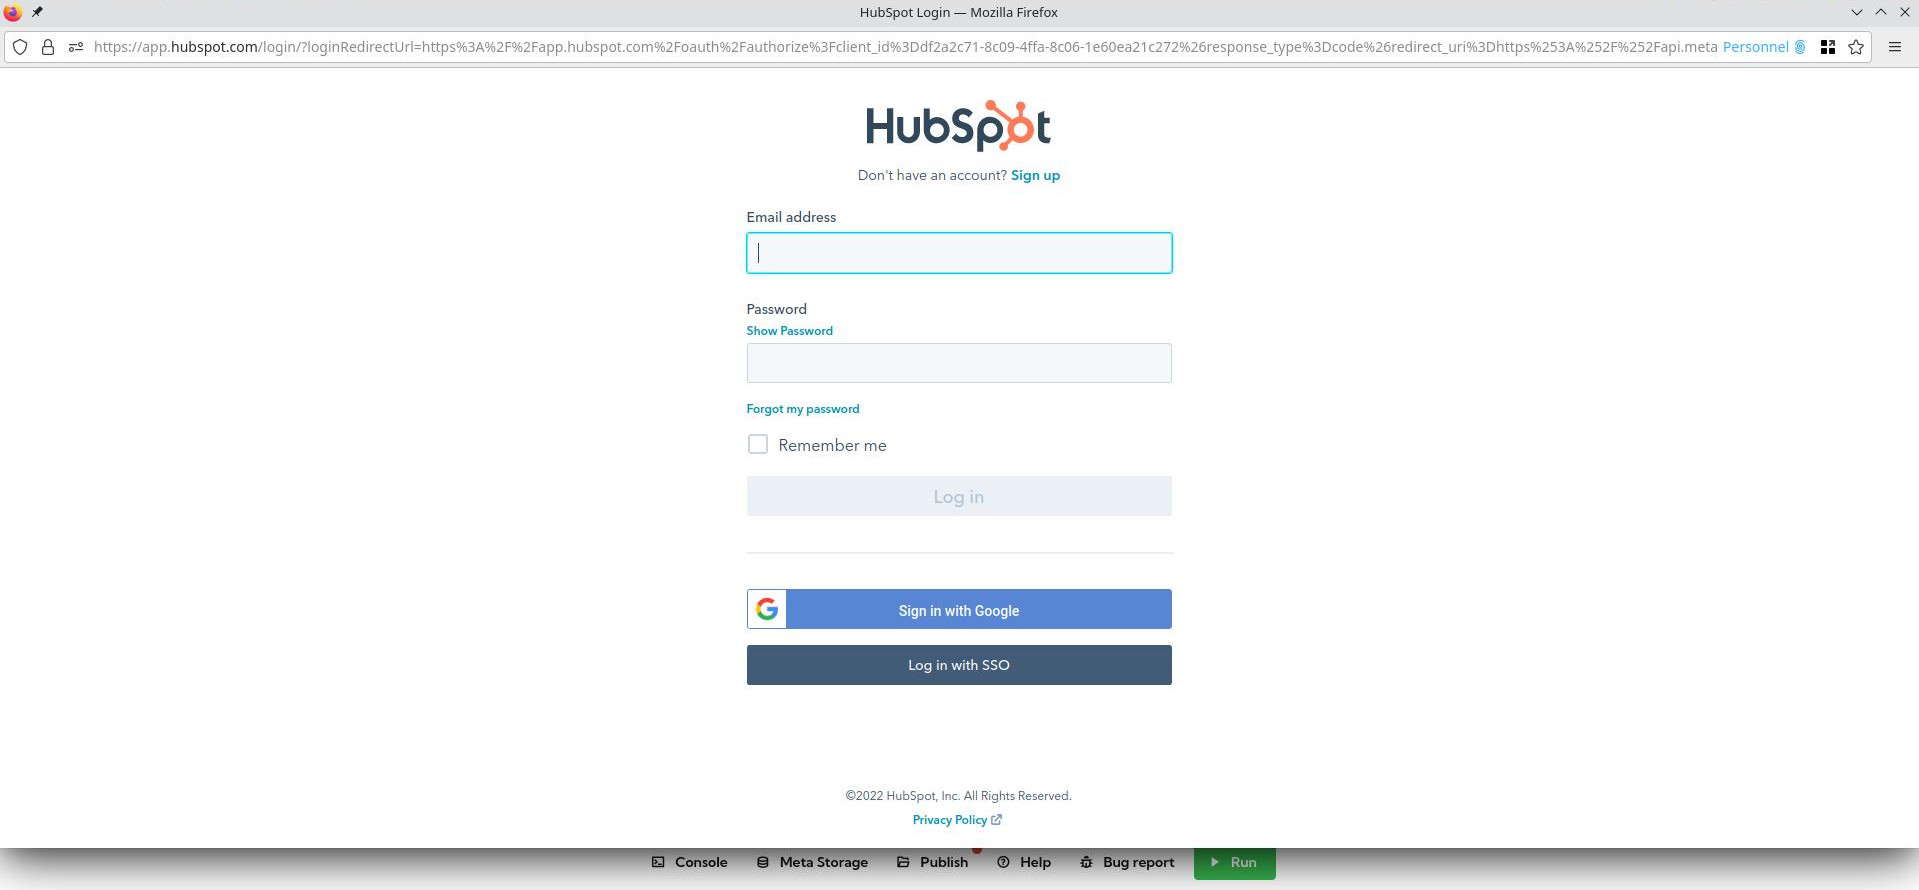 HubSpot Login — Mozilla Firefox
https://app.hubspot.com/login/?loginRedirectUrl=https%3A%2F%2Fapp.hubspot.com%2Foauth%2Fauthorize%3Fclient_id%3Ddf2a2c71-8c09-4ffa-8c06-1e60ea21c272%26response_type%3Dcode%26redirect_uri%3Dhttps%253A%252F%252Fapi.meta Personnel
HubSpot
Don't have an account? Sign up
Email address
Password
Show Password
Forgot my password
Remember me
Log in
Sign in with Google
Log in with SSO
©2022 HubSpot, Inc. All Rights Reserved.
Privacy Policy
Console Meta Storage Publish Help Bug report Run